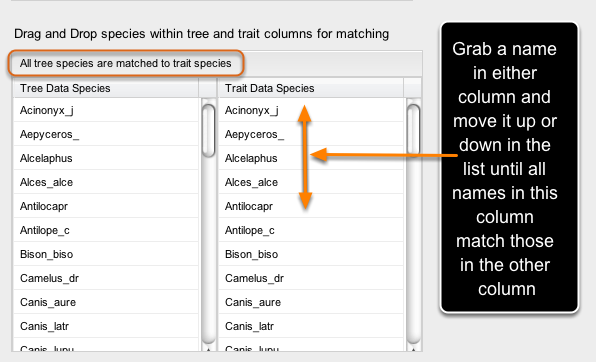 Drag and Drop species within tree and trait columns for matching
All tree species are matched to trait species
Tree Data Species
Trait Data Species
Acinonyx_j
Acinonyx_j
Aepyceros_
Aepyceros_
Alcelaphus
Alcelaphus
Alces_alce
Alces_alce
Antilocapr
Antilocapr
Antilope_c
Antilope_c
Bison_biso
Bison_biso
Camelus_dr
Camelus_dr
Canis_aure
Canis_aure
Canis_latr
Canis_latr
Canis_lupu
Canis_lupu
Grab a name
in either
column and
move it up or
down in the
list until all
names in this
column
match those
in the other
column